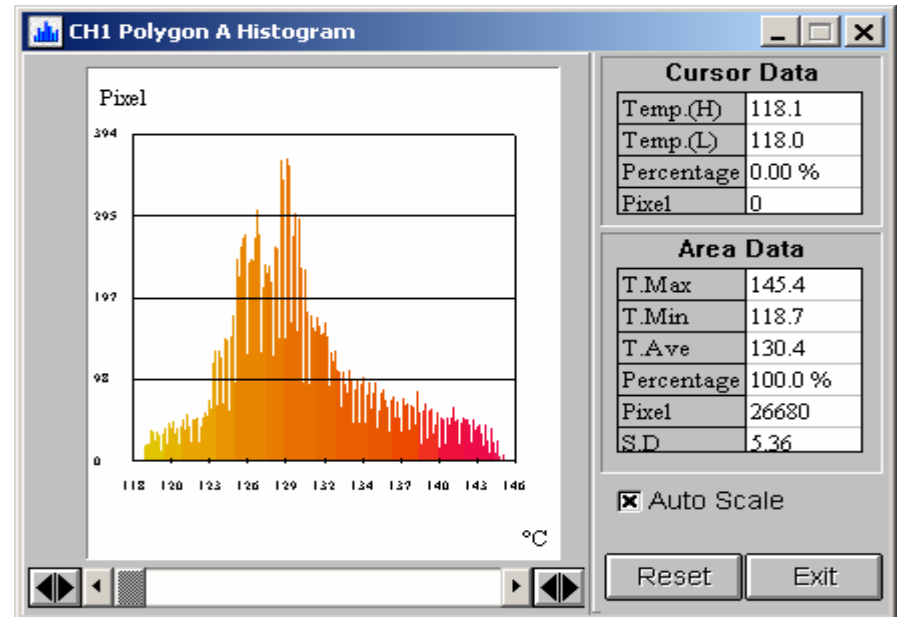 CH1 Polygon A Histogram
Pixel
394
295
197
98
0
118 120 123 126 129 132 134 137 140 143 146
°C
Cursor Data
Temp.(H) 118.1
Temp.(L) 118.0
Percentage 0.00 %
Pixel 0
Area Data
T.Max 145.4
T.Min 118.7
T.Ave 130.4
Percentage 100.0 %
Pixel 26680
S.D 5.36
Auto Scale
Reset Exit